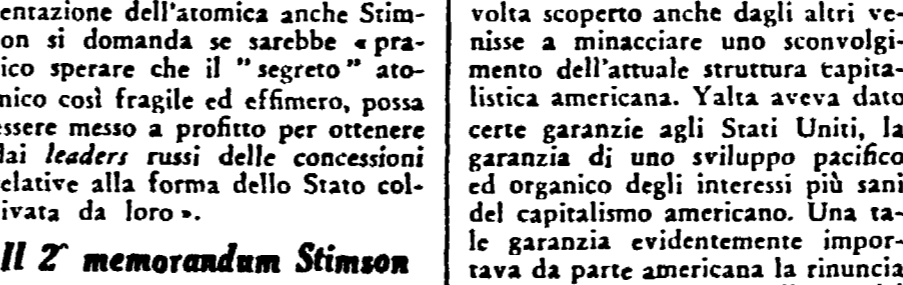 entazione dell'atomica anche Stim-
on si domanda se sarebbe « pra-
ico sperare che il "segreto" ato-
nico così fragile ed effimero, possa
essere messo a profitto per ottenere
dai leaders russi delle concessioni
elative alla forma dello Stato col-
ivata da loro ».
Il 2° memorandum Stimson
volta scoperto anche dagli altri ve-
nisse a minacciare uno sconvolgi-
mento dell'attuale struttura capita-
listica americana. Yalta aveva dato
certe garanzie agli Stati Uniti, la
garanzia di uno sviluppo pacifico
ed organico degli interessi più sani
del capitalismo americano. Una ta-
le garanzia evidentemente impor-
tava da parte americana la rinuncia